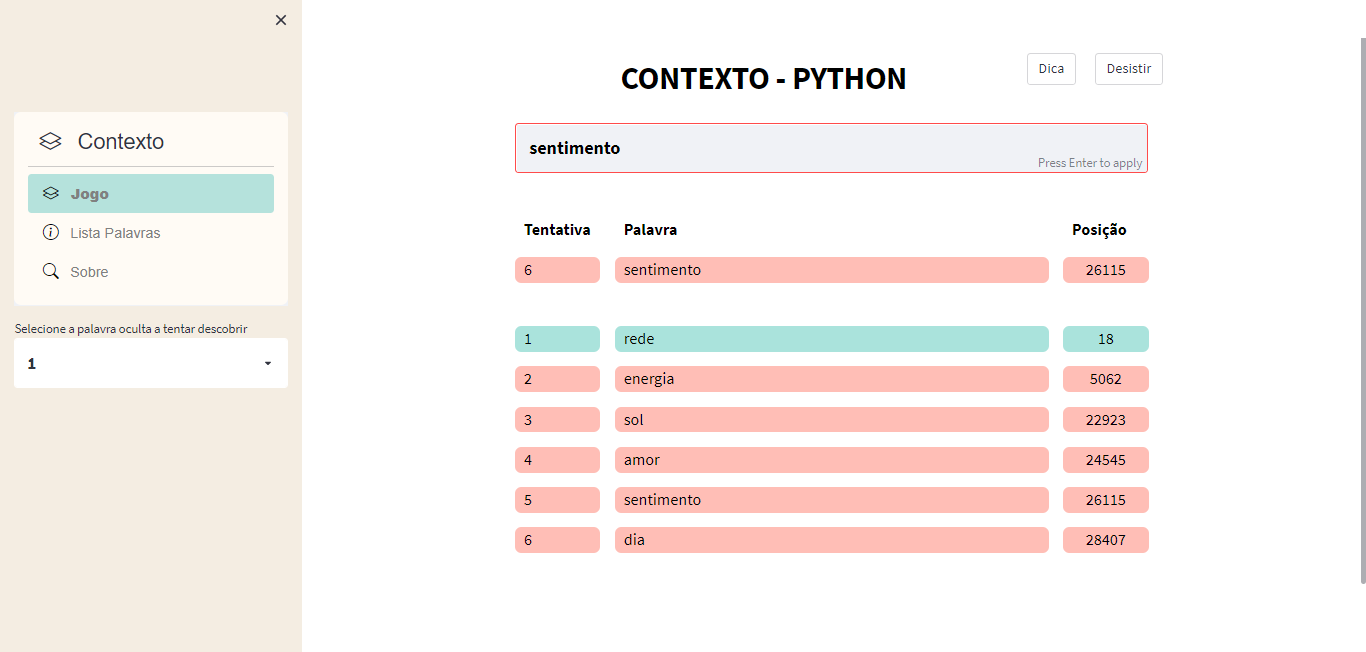 Contexto
Jogo
Lista Palavras
Sobre
Selecione a palavra oculta a tentar descobrir
1
CONTEXTO - PYTHON
Dica
Desistir
sentimento
Press Enter to apply
Tentativa Palavra Posição
6 sentimento 26115
1 rede 18
2 energia 5062
3 sol 22923
4 amor 24545
5 sentimento 26115
6 dia 28407